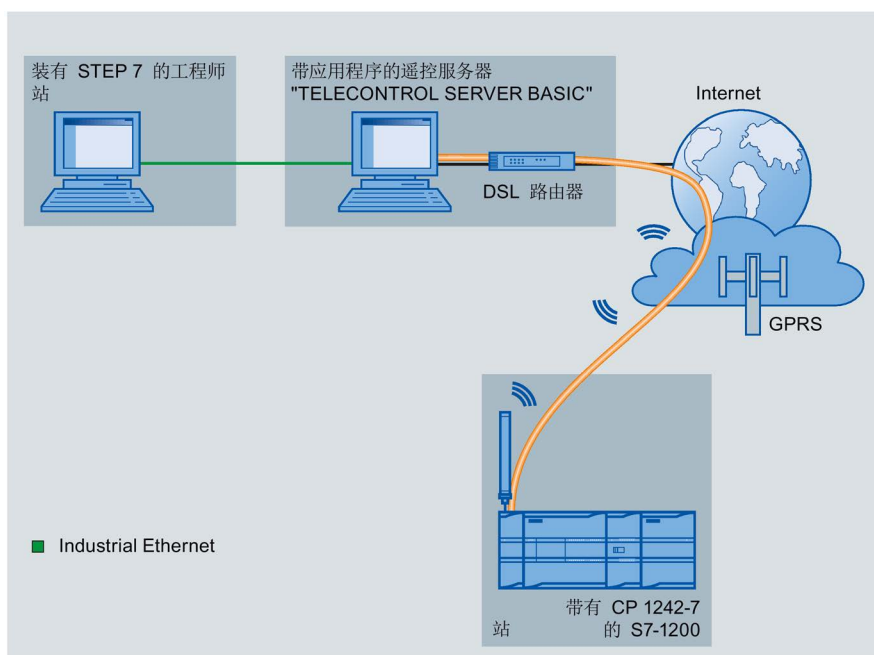 装有 STEP 7 的工程师
站
带应用程序的遥控服务器
"TELECONTROL SERVER BASIC"
Internet
DSL 路由器
GPRS
Industrial Ethernet
带有 CP 1242-7
站 的 S7-1200